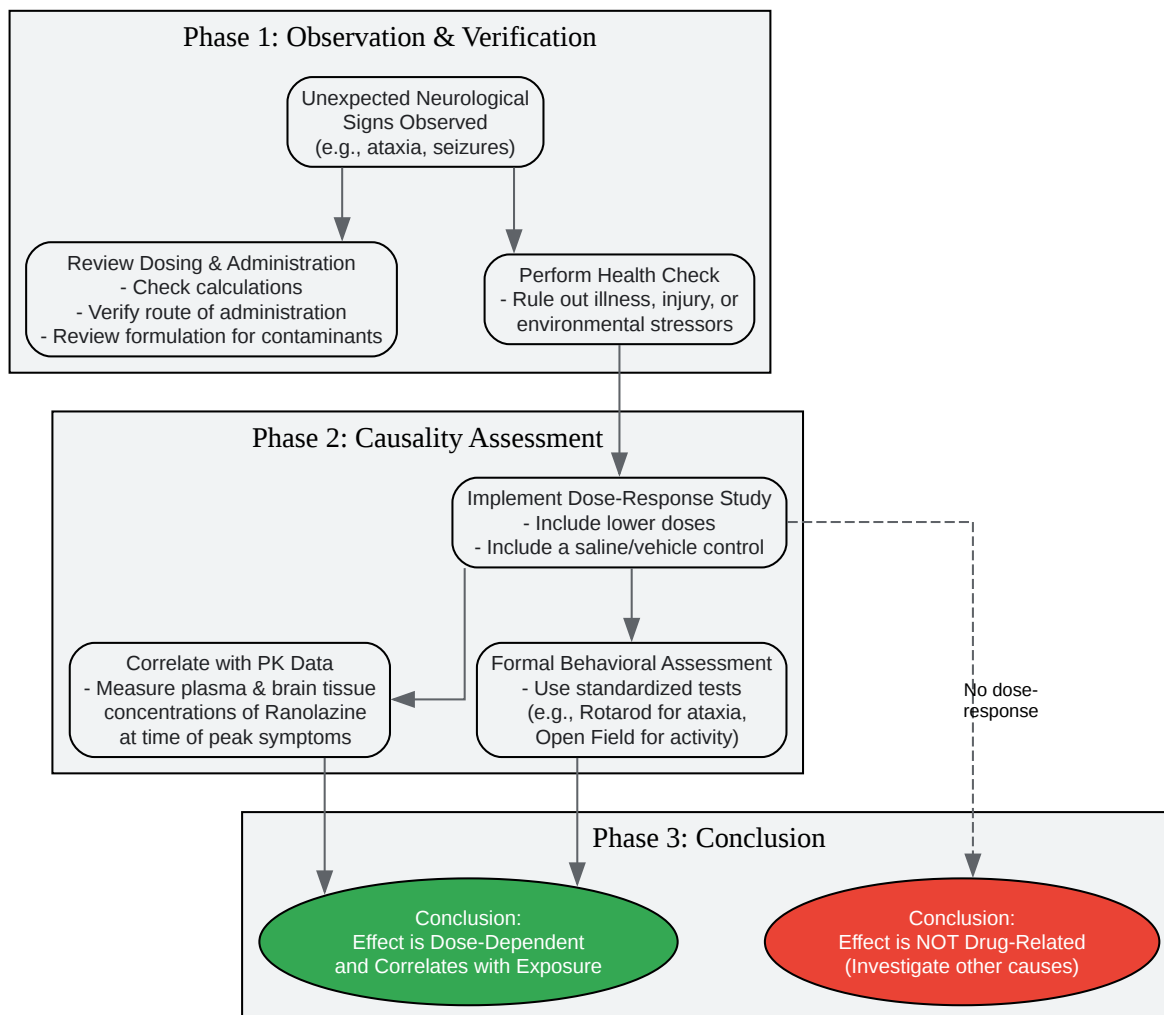 Phase 1: Observation & Verification
Unexpected Neurological
Signs Observed
(e.g., ataxia, seizures)
Review Dosing & Administration
- Check calculations
- Verify route of administration
- Review formulation for contaminants
Perform Health Check
- Rule out illness, injury, or
environmental stressors
Phase 2: Causality Assessment
Implement Dose-Response Study
- Include lower doses
- Include a saline/vehicle control
Correlate with PK Data
- Measure plasma & brain tissue
concentrations of Ranolazine
at time of peak symptoms
Formal Behavioral Assessment
- Use standardized tests
(e.g., Rotarod for ataxia,
Open Field for activity)
No dose-
response
Phase 3: Conclusion
Conclusion:
Effect is Dose-Dependent
and Correlates with Exposure
Conclusion:
Effect is NOT Drug-Related
(Investigate other causes)